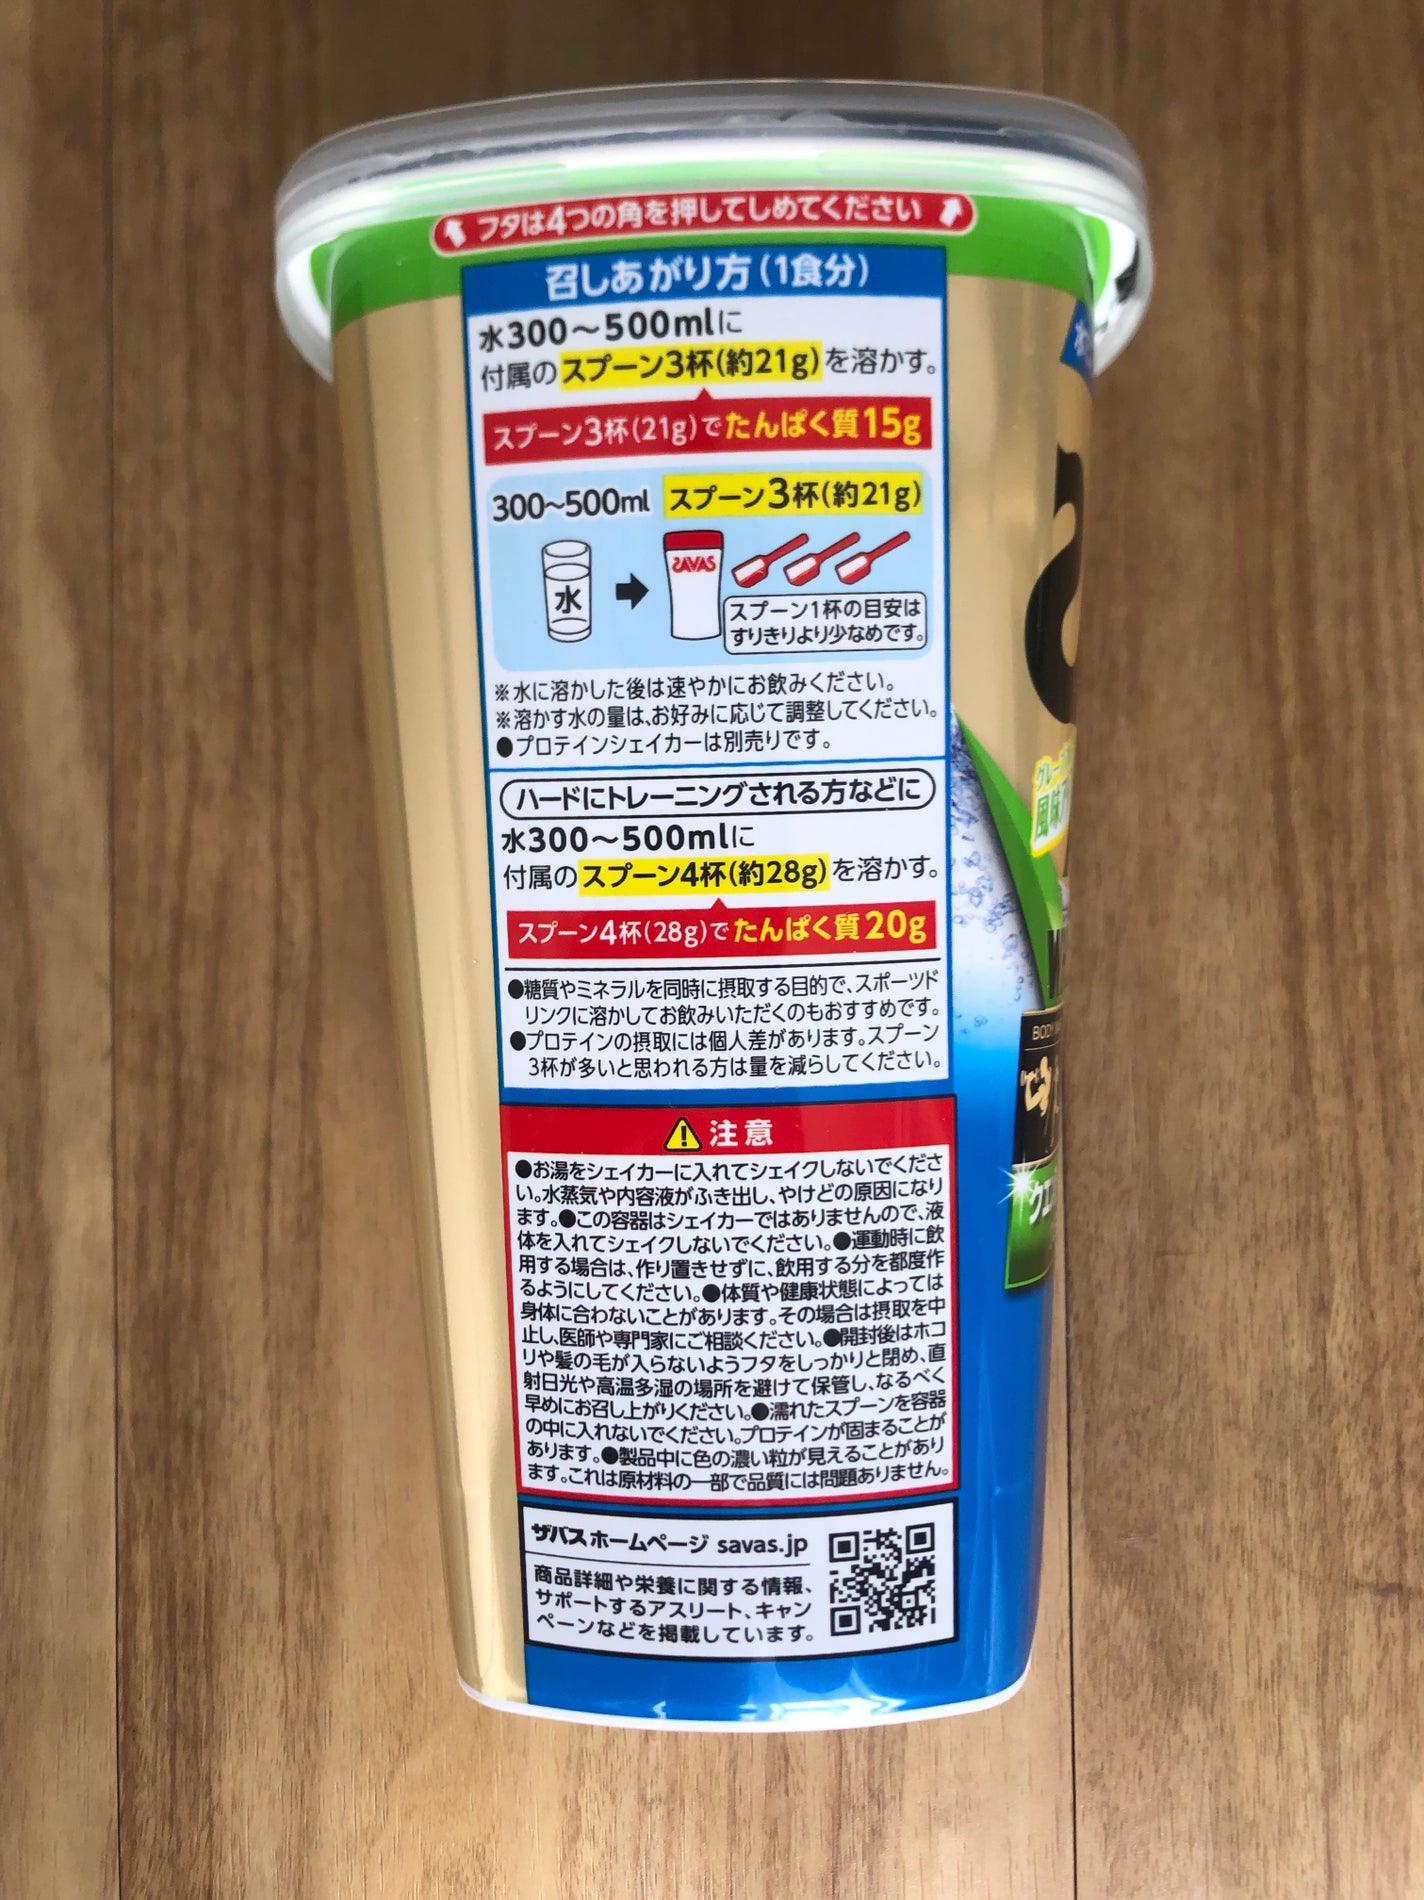 フタは4つの角を押してしめてください
召しあがり方(1食分)
水300～500mlに
付属のスプーン3杯(約21g)を溶かす。
スプーン3杯(21g)でたんぱく質15g
300~500ml スプーン3杯(約21g)
水
SAVAS
スプーン1杯の目安は
すりきりより少なめです。
※水に溶かした後は速やかにお飲みください。
※溶かす水の量は、お好みに応じて調整してください。
●プロテインシェイカーは別売りです。
ハードにトレーニングされる方などに
水300～500mlに
付属のスプーン4杯(約28g)を溶かす。
スプーン4杯(28g)でたんぱく質20g
●糖質やミネラルを同時に摂取する目的で、スポーツド
リンクに溶かしてお飲みいただくのもおすすめです。
●プロテインの摂取には個人差があります。スプーン
3杯が多いと思われる方は量を減らしてください。
注意
●お湯をシェイカーに入れてシェイクしないでくださ
い。水蒸気や内容液がふき出し、やけどの原因になり
ます。●この容器はシェイカーではありませんので、液
体を入れてシェイクしないでください。●運動時に飲
用する場合は、作り置きせずに、飲用する分を都度作
るようにしてください。●体質や健康状態によっては
身体に合わないことがあります。その場合は摂取を中
止し、医師や専門家にご相談ください。●開封後はホコ
リや髪の毛が入らないようフタをしっかりと閉め、直
射日光や高温多湿の場所を避けて保管し、なるべく
早めにお召し上がりください。●濡れたスプーンを容器
の中に入れないでください。プロテインが固まることが
あります。●製品中に色の濃い粒が見えることがあり
ます。これは原材料の一部で品質には問題ありません。
ザバスホームページ savas.jp
商品詳細や栄養に関する情報、
サポートするアスリート、キャン
ペーンなどを掲載しています。
風味